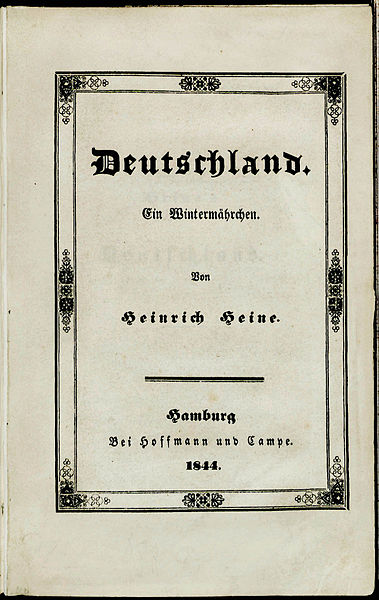 Deutschland.
Ein Wintermährchen.
Von
Heinrich Heine.
Hamburg
Bei Hoffmann und Campe.
1844.